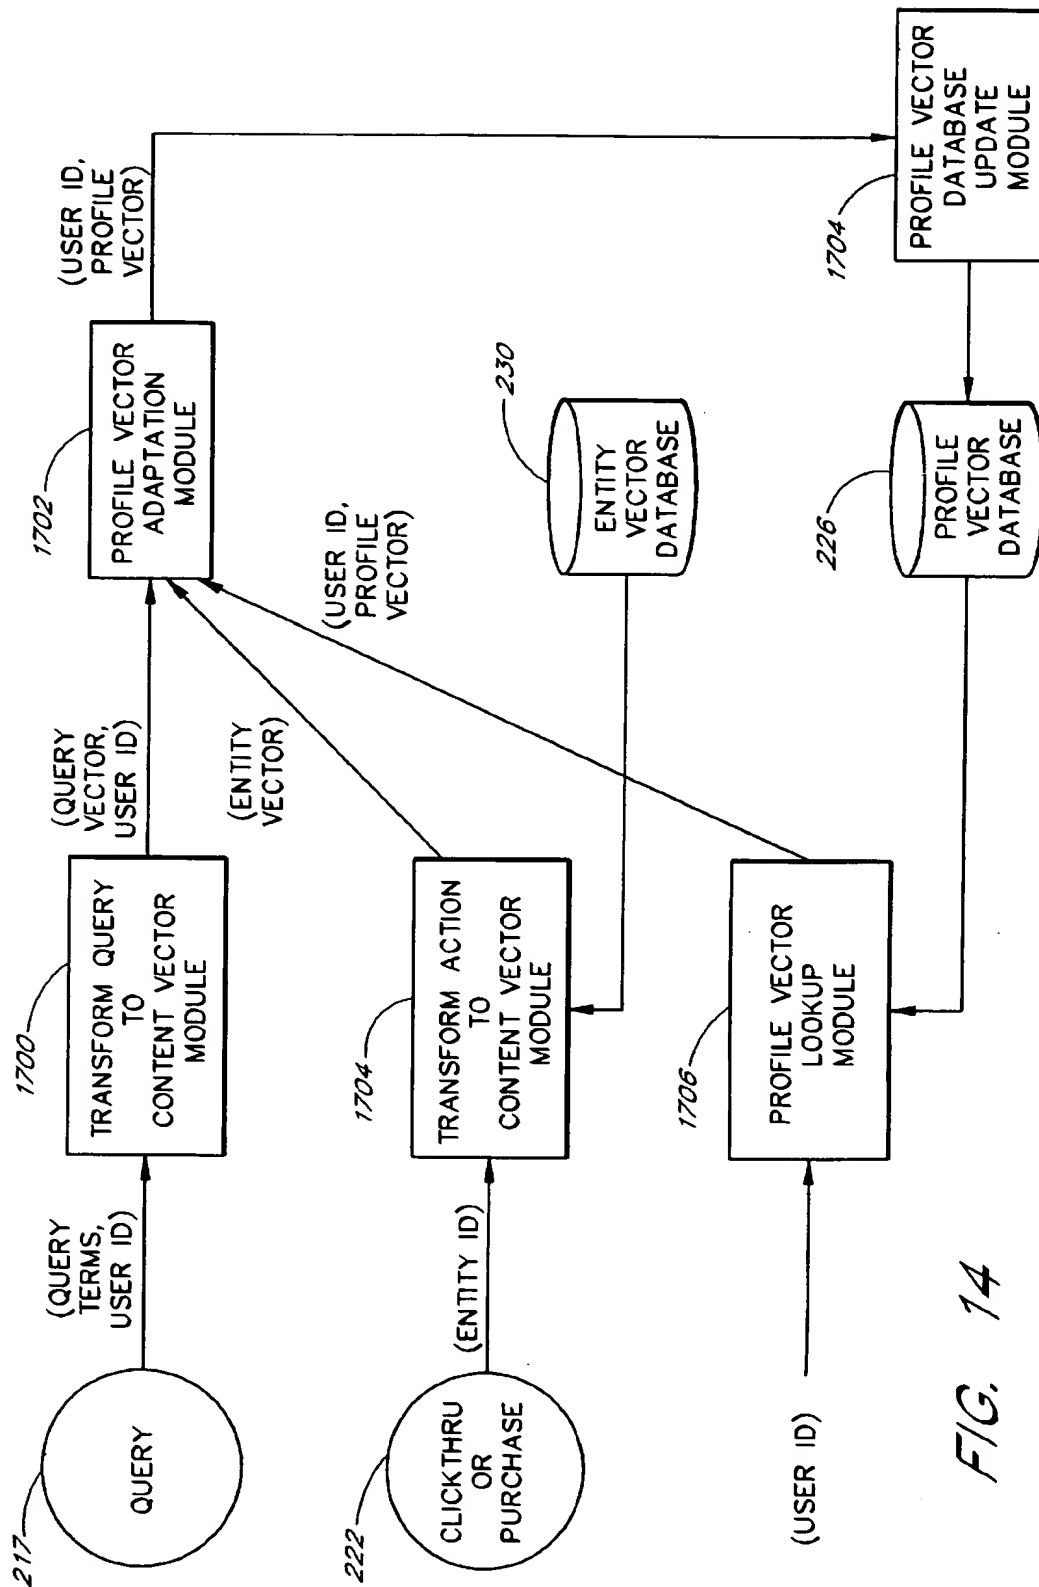 217
QUERY
(QUERY
TERMS,
USER ID)
1700
TRANSFORM QUERY
TO
CONTENT VECTOR
MODULE
(QUERY
VECTOR,
USER ID)
1702
PROFILE VECTOR
ADAPTATION
MODULE
(USER ID,
PROFILE
VECTOR)
222
CLICKTHRU
OR
PURCHASE
(ENTITY ID)
1704
TRANSFORM ACTION
TO
CONTENT VECTOR
MODULE
(ENTITY
VECTOR)
(USER ID,
PROFILE
VECTOR)
230
ENTITY
VECTOR
DATABASE
(USER ID)
1706
PROFILE VECTOR
LOOKUP
MODULE
226
PROFILE
VECTOR
DATABASE
1704
PROFILE VECTOR
DATABASE
UPDATE
MODULE
FIG. 14